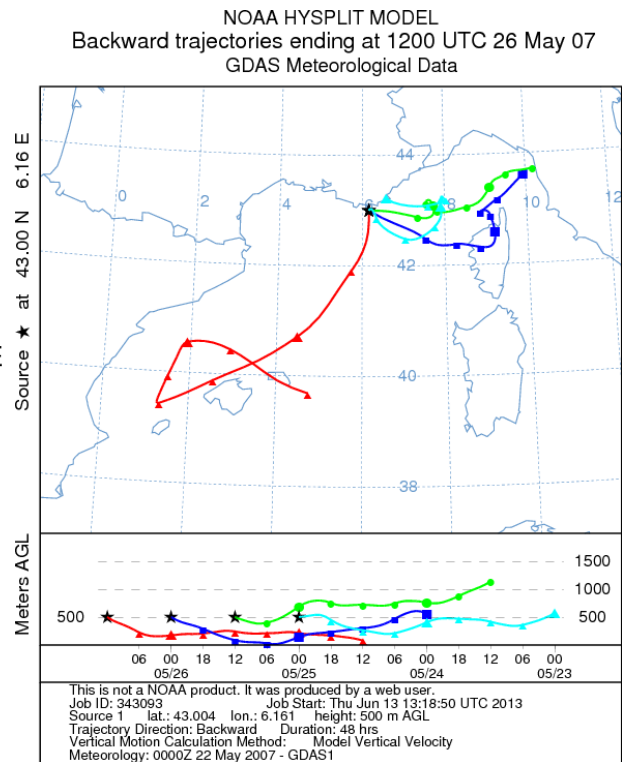 NOAA HYSPLIT MODEL
Backward trajectories ending at 1200 UTC 26 May 07
GDAS Meteorological Data
Source ★ at 43.00 N 6.16 E
44
0 2 4 6 8 10 12
42
40
38
Meters AGL
1500
1000
500 500
06 00 18 12 06 00 18 12 06 00 18 12 06 00
05/26 05/25 05/24 05/23
This is not a NOAA product. It was produced by a web user.
Job ID: 343093 Job Start: Thu Jun 13 13:18:50 UTC 2013
Source 1 lat.: 43.004 lon.: 6.161 height: 500 m AGL
Trajectory Direction: Backward Duration: 48 hrs
Vertical Motion Calculation Method: Model Vertical Velocity
Meteorology: 0000Z 22 May 2007 - GDAS1